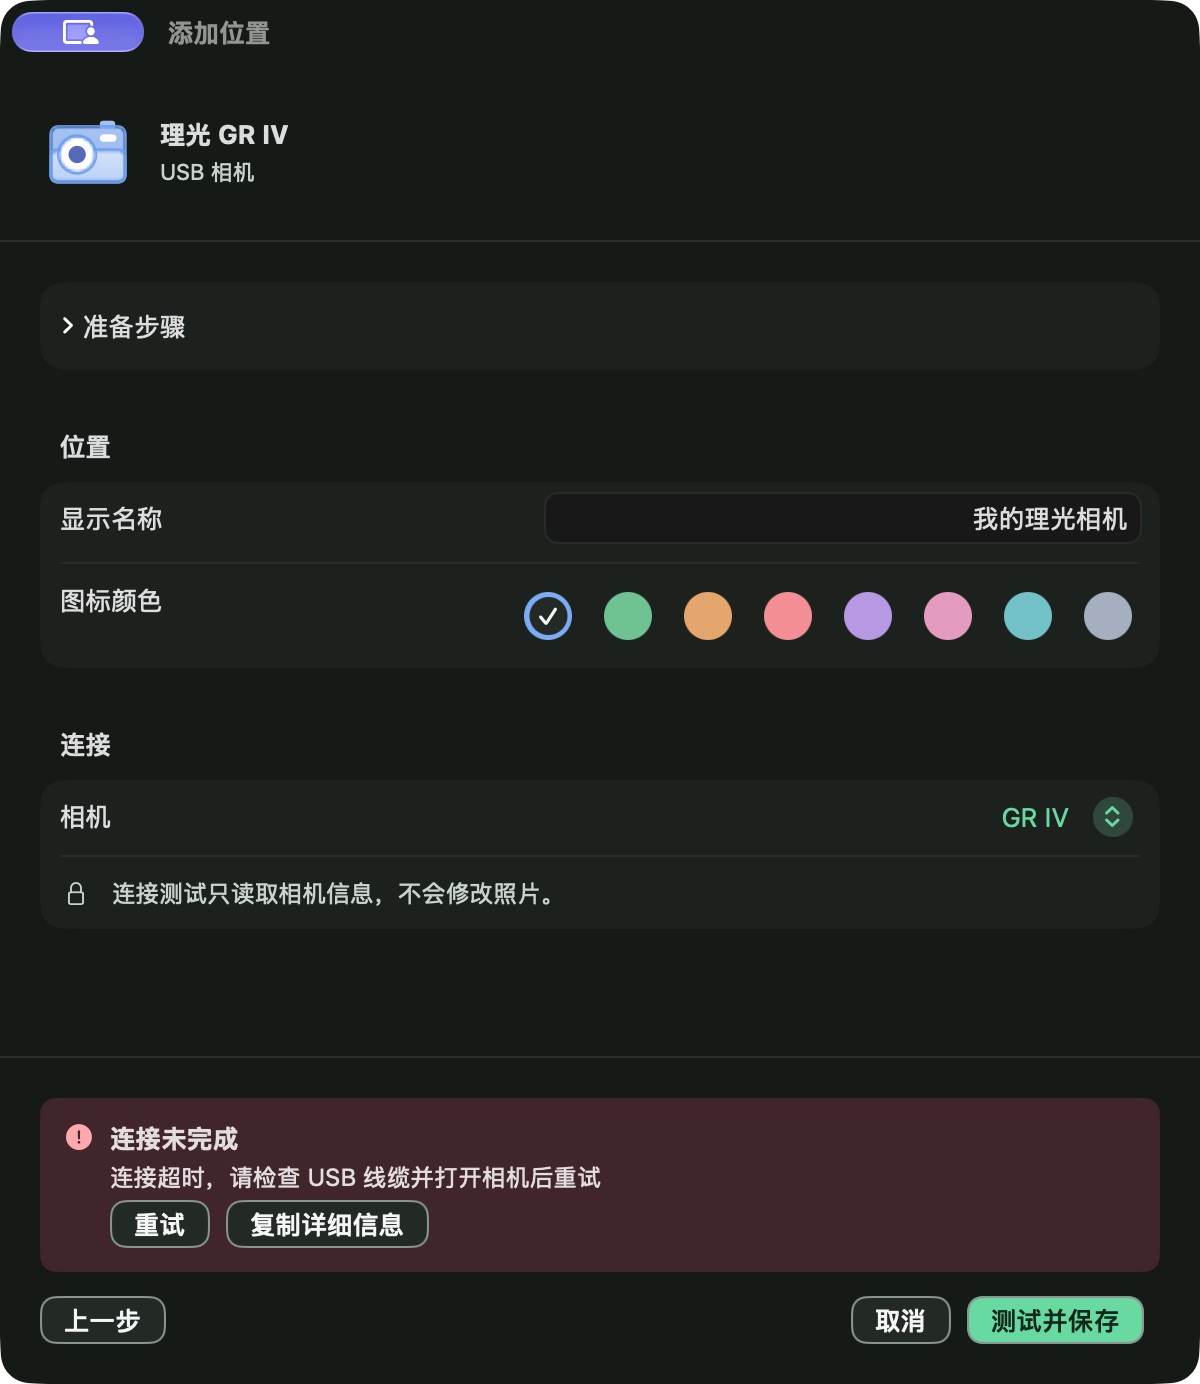 添加位置
理光 GR IV
USB 相机
准备步骤
位置
显示名称
我的理光相机
图标颜色
连接
相机
GR IV
连接测试只读取相机信息，不会修改照片。
连接未完成
连接超时，请检查 USB 线缆并打开相机后重试
重试
复制详细信息
上一步
取消
测试并保存